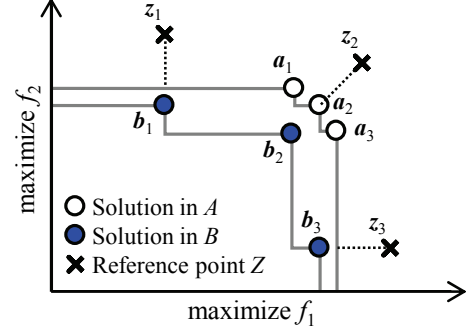 z1
z2
a1
a2
a3
b1
b2
b3
z3
maximize f2
Solution in A
Solution in B
Reference point Z
maximize f1